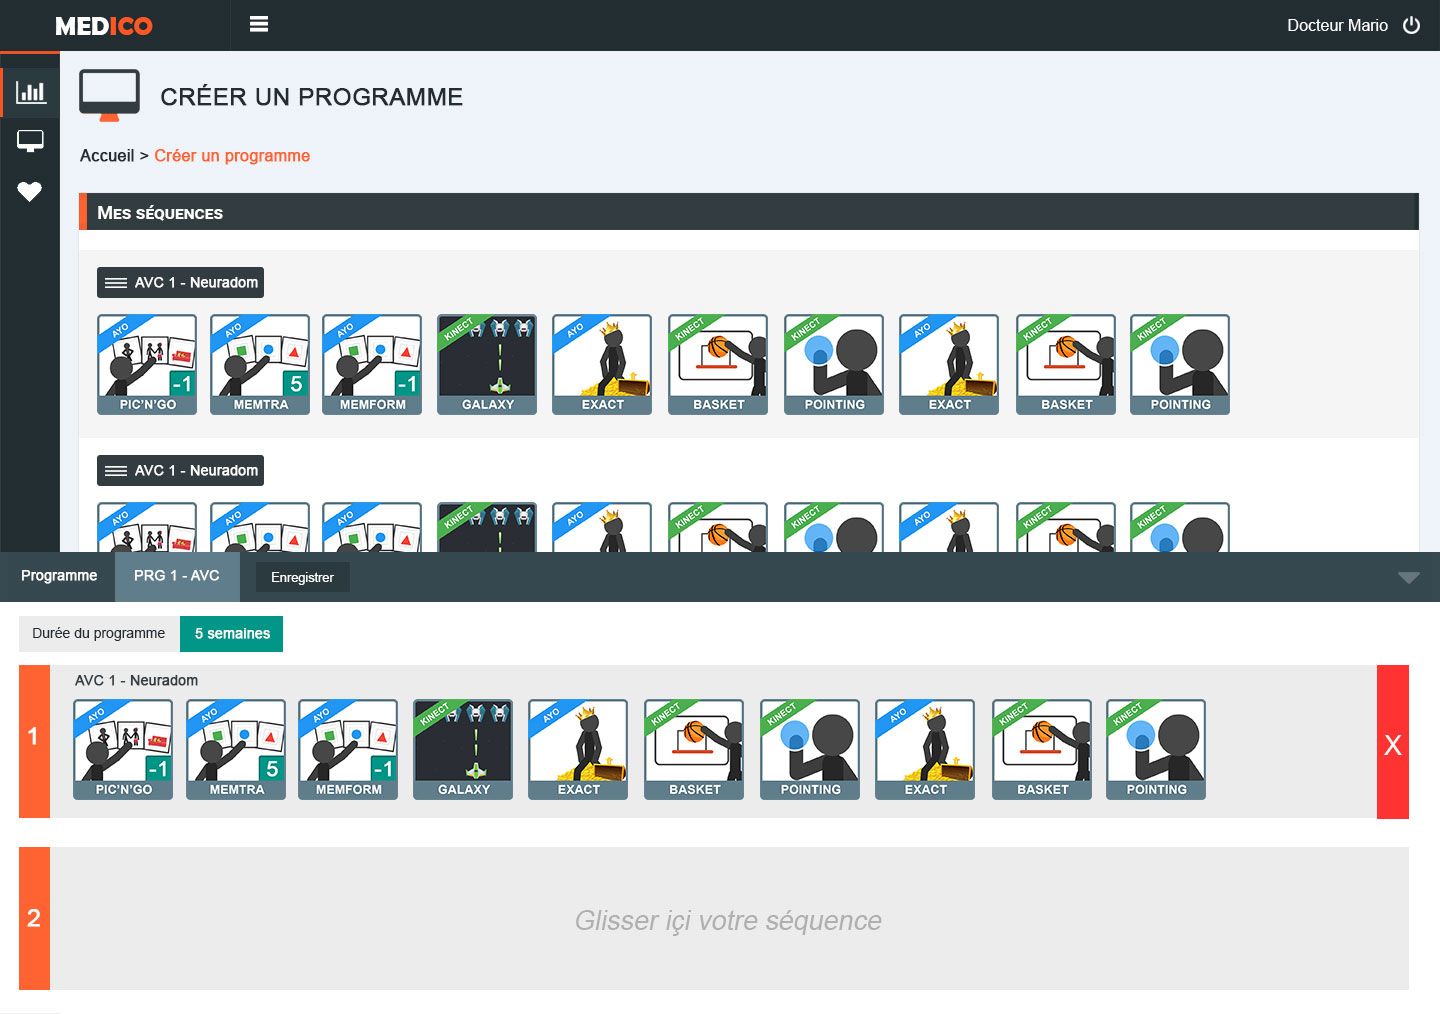 MEDICO
Docteur Mario
CRÉER UN PROGRAMME
Accueil > Créer un programme
MES SÉQUENCES
AVC 1 - Neuradom
AYO AYO AYO KINECT AYO KINECT KINECT AYO KINECT KINECT
-1 5 -1
PIC'N'GO MEMTRA MEMFORM GALAXY EXACT BASKET POINTING EXACT BASKET POINTING
AVC 1 - Neuradom
AYO AYO AYO KINECT AYO KINECT KINECT AYO KINECT KINECT
Programme PRG 1 - AVC Enregistrer
Durée du programme 5 semaines
AVC 1 - Neuradom
AYO AYO AYO KINECT AYO KINECT KINECT AYO KINECT KINECT
1 X
-1 5 -1
PIC'N'GO MEMTRA MEMFORM GALAXY EXACT BASKET POINTING EXACT BASKET POINTING
2 Glisser içi votre séquence